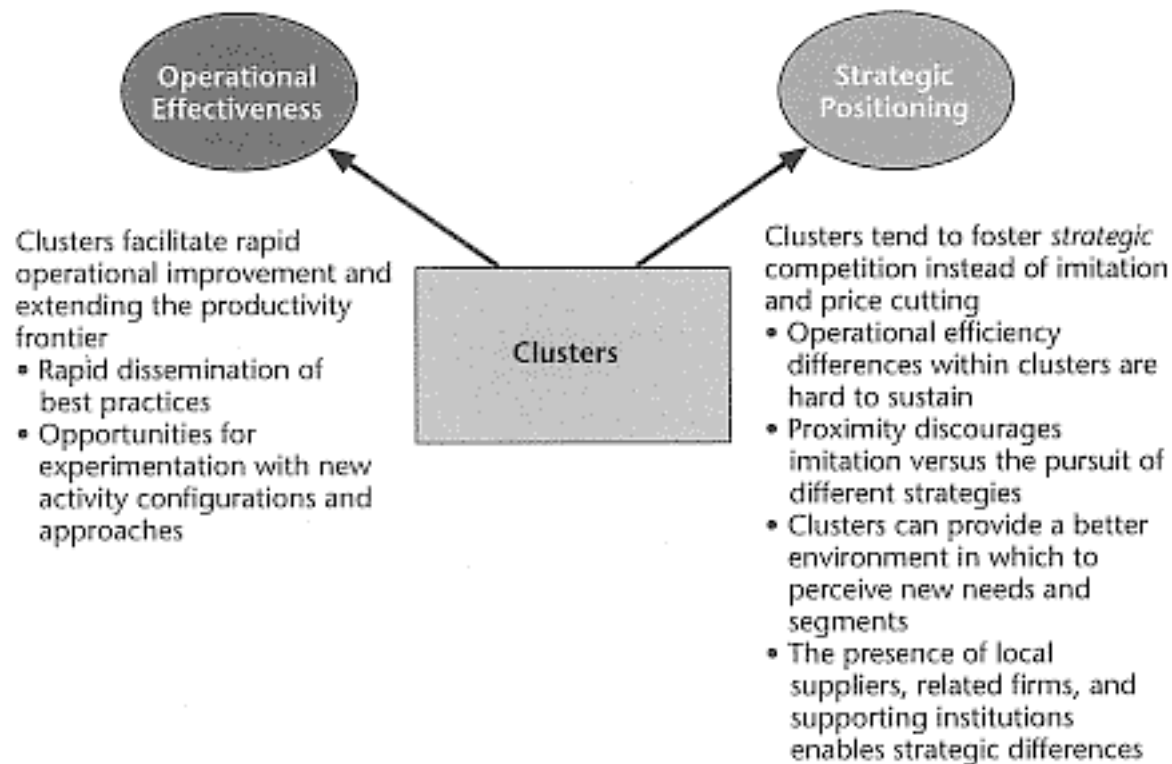 Operational
Effectiveness
Strategic
Positioning
Clusters facilitate rapid
operational improvement and
extending the productivity
frontier
• Rapid dissemination of
best practices
• Opportunities for
experimentation with new
activity configurations and
approaches
Clusters
Clusters tend to foster strategic
competition instead of imitation
and price cutting
• Operational efficiency
differences within clusters are
hard to sustain
• Proximity discourages
imitation versus the pursuit of
different strategies
• Clusters can provide a better
environment in which to
perceive new needs and
segments
• The presence of local
suppliers, related firms, and
supporting institutions
enables strategic differences